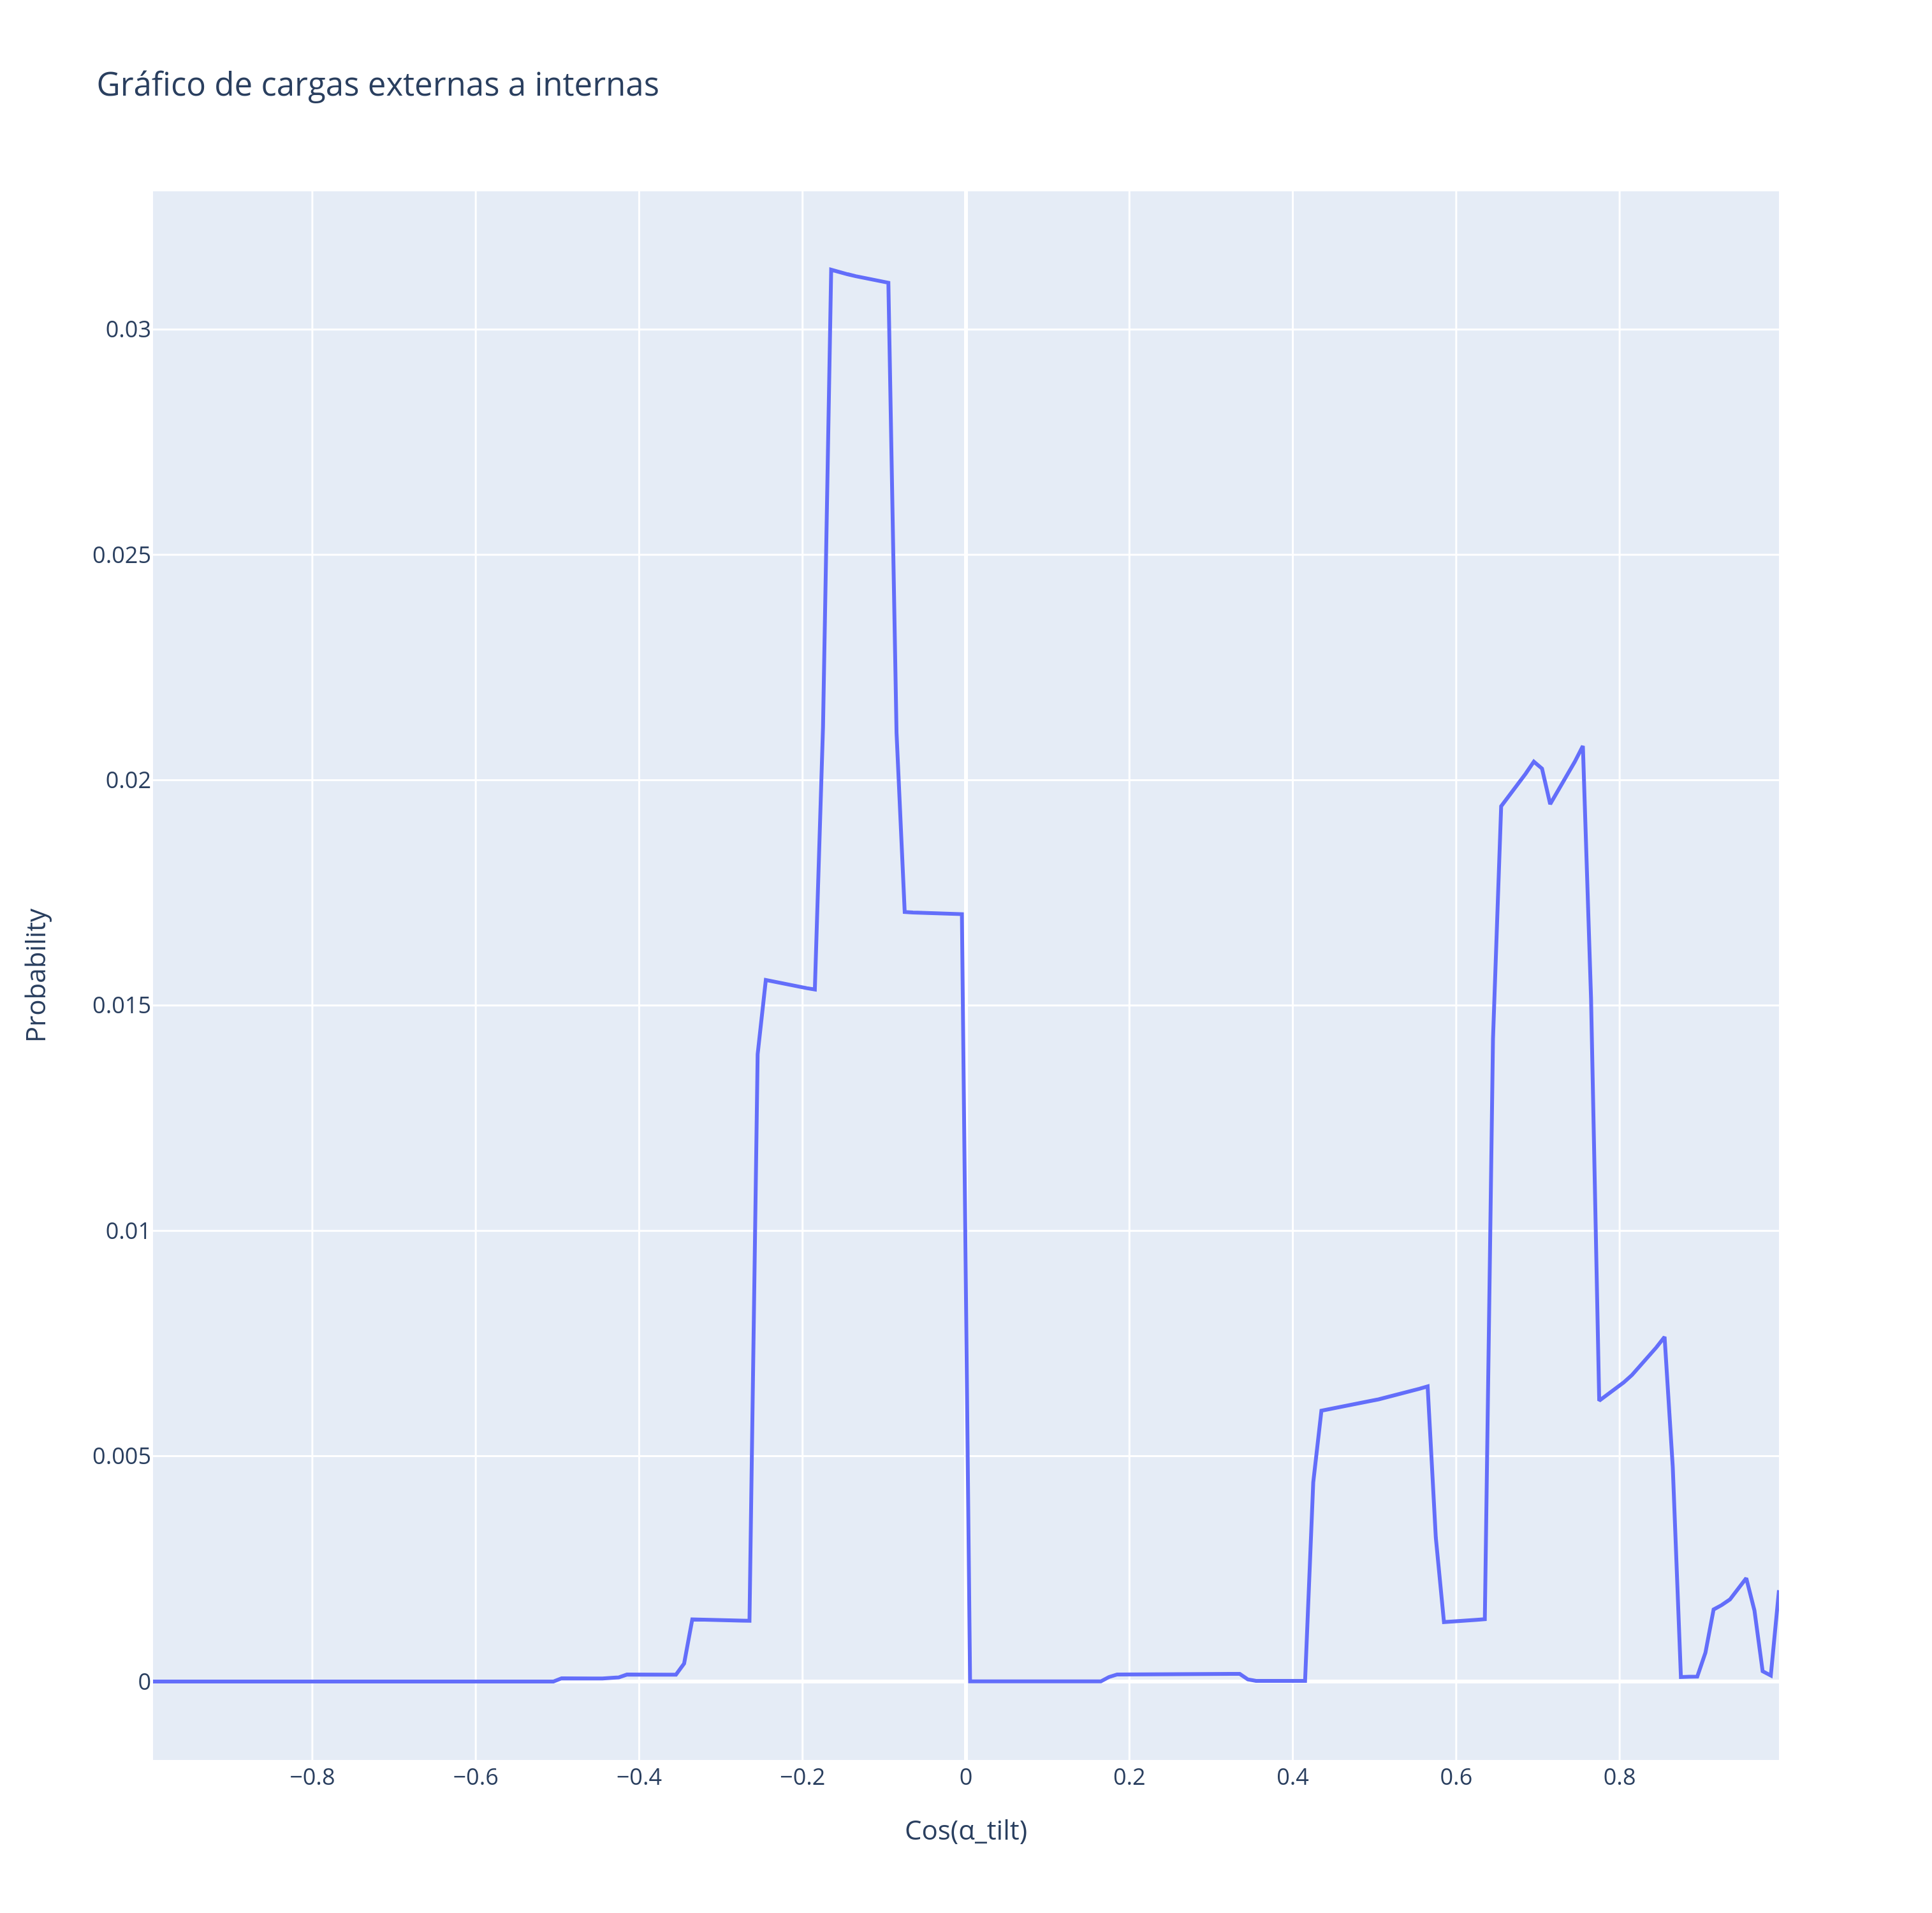 Gráfico de cargas externas a internas
0.03
0.025
0.02
0.015
0.01
0.005
0
Probability
−0.8 −0.6 −0.4 −0.2 0 0.2 0.4 0.6 0.8
Cos(α_tilt)